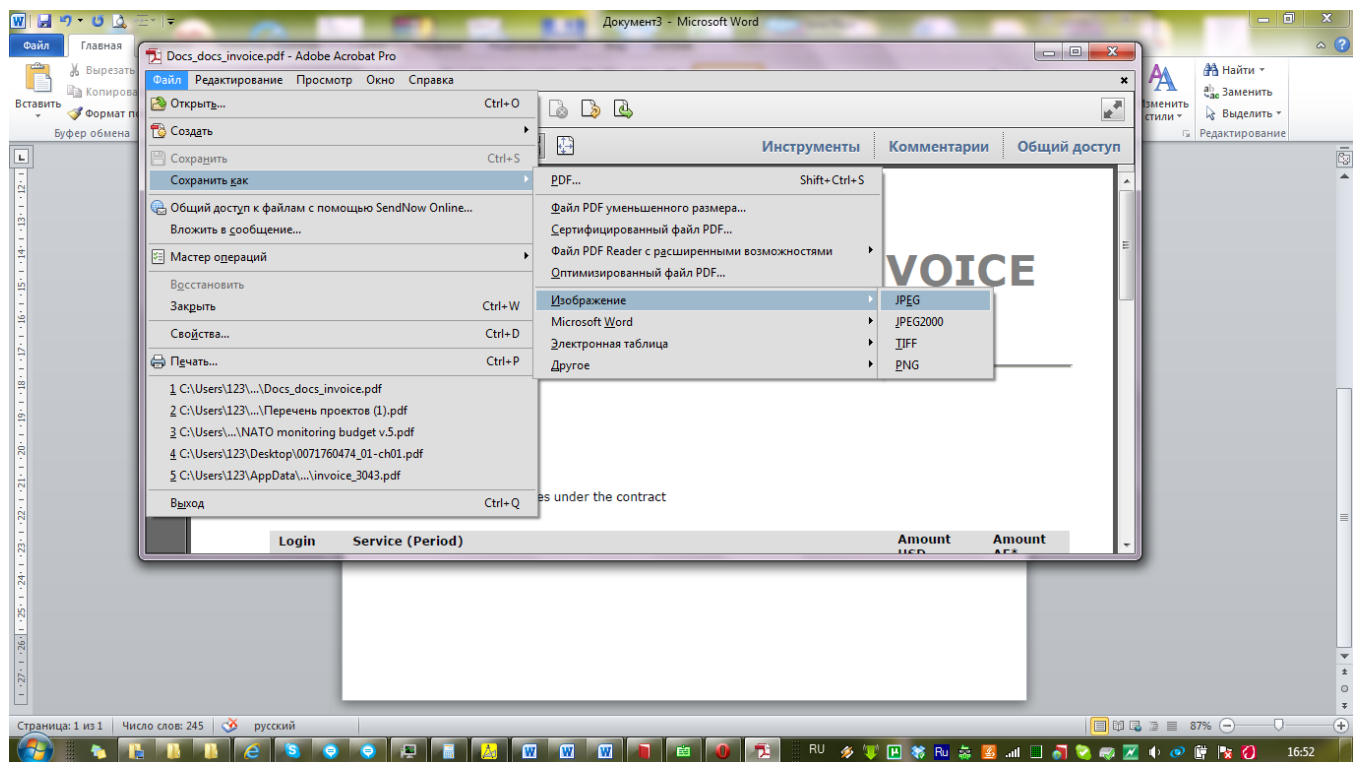 Документ3 - Microsoft Word
Файл
Главная
Вставить
Вырезать
Буфер обмена
Найти
Заменить
Выделить
Изменить стили
Редактирование
Docs_docs_invoice.pdf - Adobe Acrobat Pro
Файл Редактирование Просмотр Окно Справка
Открыть... Ctrl+O
Создать
Сохранить Ctrl+S
Сохранить как
Общий доступ к файлам с помощью SendNow Online...
Вложить в сообщение...
Мастер операций
Восстановить
Закрыть Ctrl+W
Свойства... Ctrl+D
Печать... Ctrl+P
1 C:\Users\123\...\Docs_docs_invoice.pdf
2 C:\Users\123\...\Перечень проектов (1).pdf
3 C:\Users\...\NATO monitoring budget v.5.pdf
4 C:\Users\123\Desktop\0071760474_01-ch01.pdf
5 C:\Users\123\AppData\...\invoice_3043.pdf
Выход Ctrl+Q
Инструменты Комментарии Общий доступ
PDF... Shift+Ctrl+S
Файл PDF уменьшенного размера...
Сертифицированный файл PDF...
Файл PDF Reader с расширенными возможностями
Оптимизированный файл PDF...
Изображение
Microsoft Word
Электронная таблица
Другое
JPEG
JPEG2000
TIFF
PNG
VOICE
es under the contract
Login Service (Period) Amount Amount
Страница: 1 из 1 Число слов: 245 русский 87%
RU 16:52